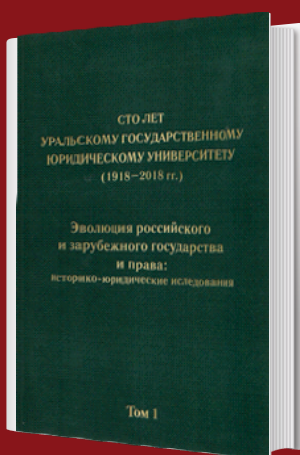 СТО ЛЕТ
УРАЛЬСКОМУ ГОСУДАРСТВЕННОМУ
ЮРИДИЧЕСКОМУ УНИВЕРСИТЕТУ
(1918–2018 гг.)
Эволюция российского
и зарубежного государства
и права:
историко-юридические иследования
Том 1